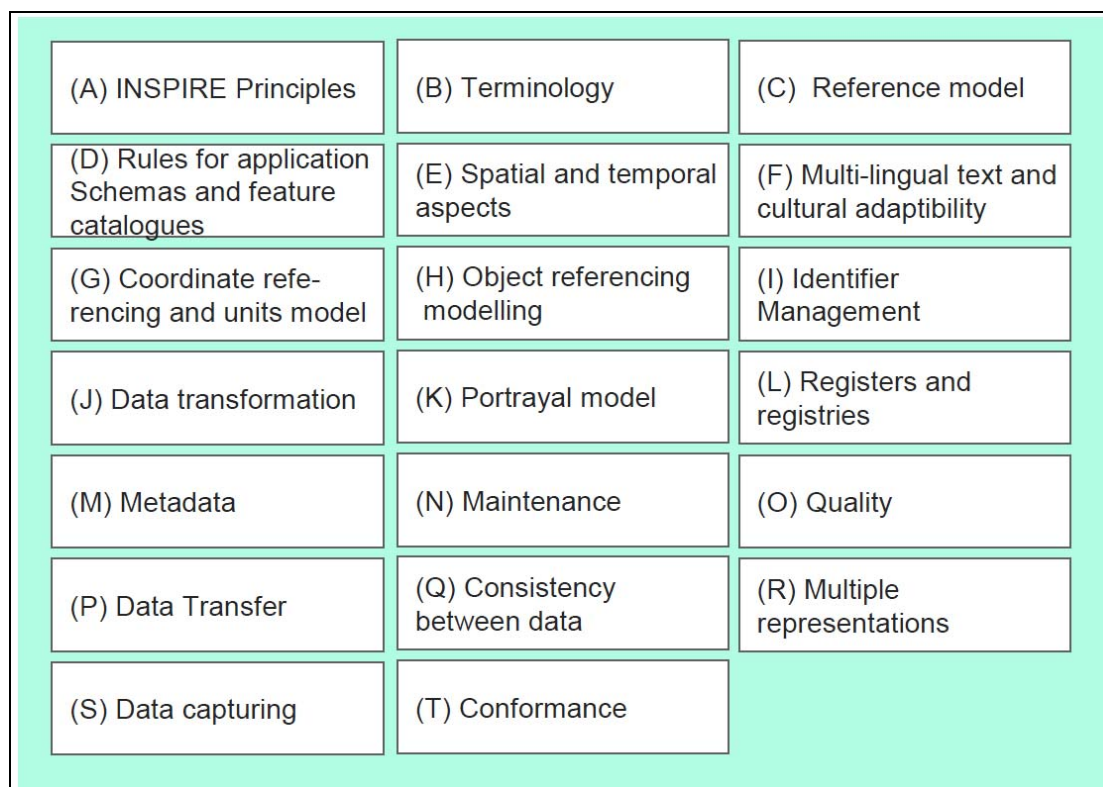 (A) INSPIRE Principles
(B) Terminology
(C) Reference model
(D) Rules for application
Schemas and feature
catalogues
(E) Spatial and temporal
aspects
(F) Multi-lingual text and
cultural adaptibility
(G) Coordinate refe-
rencing and units model
(H) Object referencing
modelling
(I) Identifier
Management
(J) Data transformation
(K) Portrayal model
(L) Registers and
registries
(M) Metadata
(N) Maintenance
(O) Quality
(P) Data Transfer
(Q) Consistency
between data
(R) Multiple
representations
(S) Data capturing
(T) Conformance